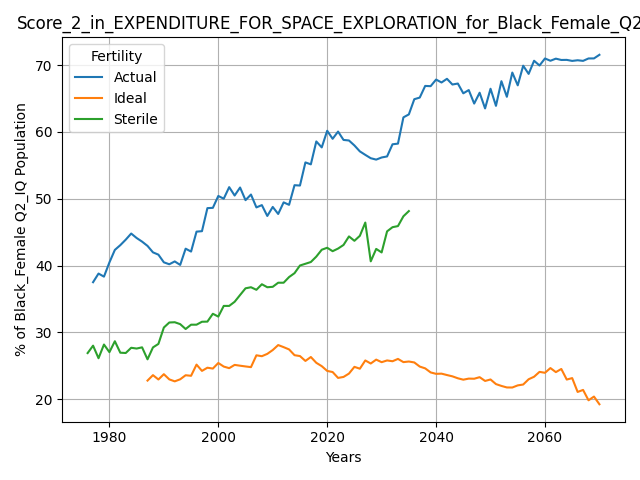 Score_2_in_EXPENDITURE_FOR_SPACE_EXPLORATION_for_Black_Female_Q2
Fertility
Actual
Ideal
Sterile
% of Black_Female Q2_IQ Population
70
60
50
40
30
20
1980
2000
2020
2040
2060
Years